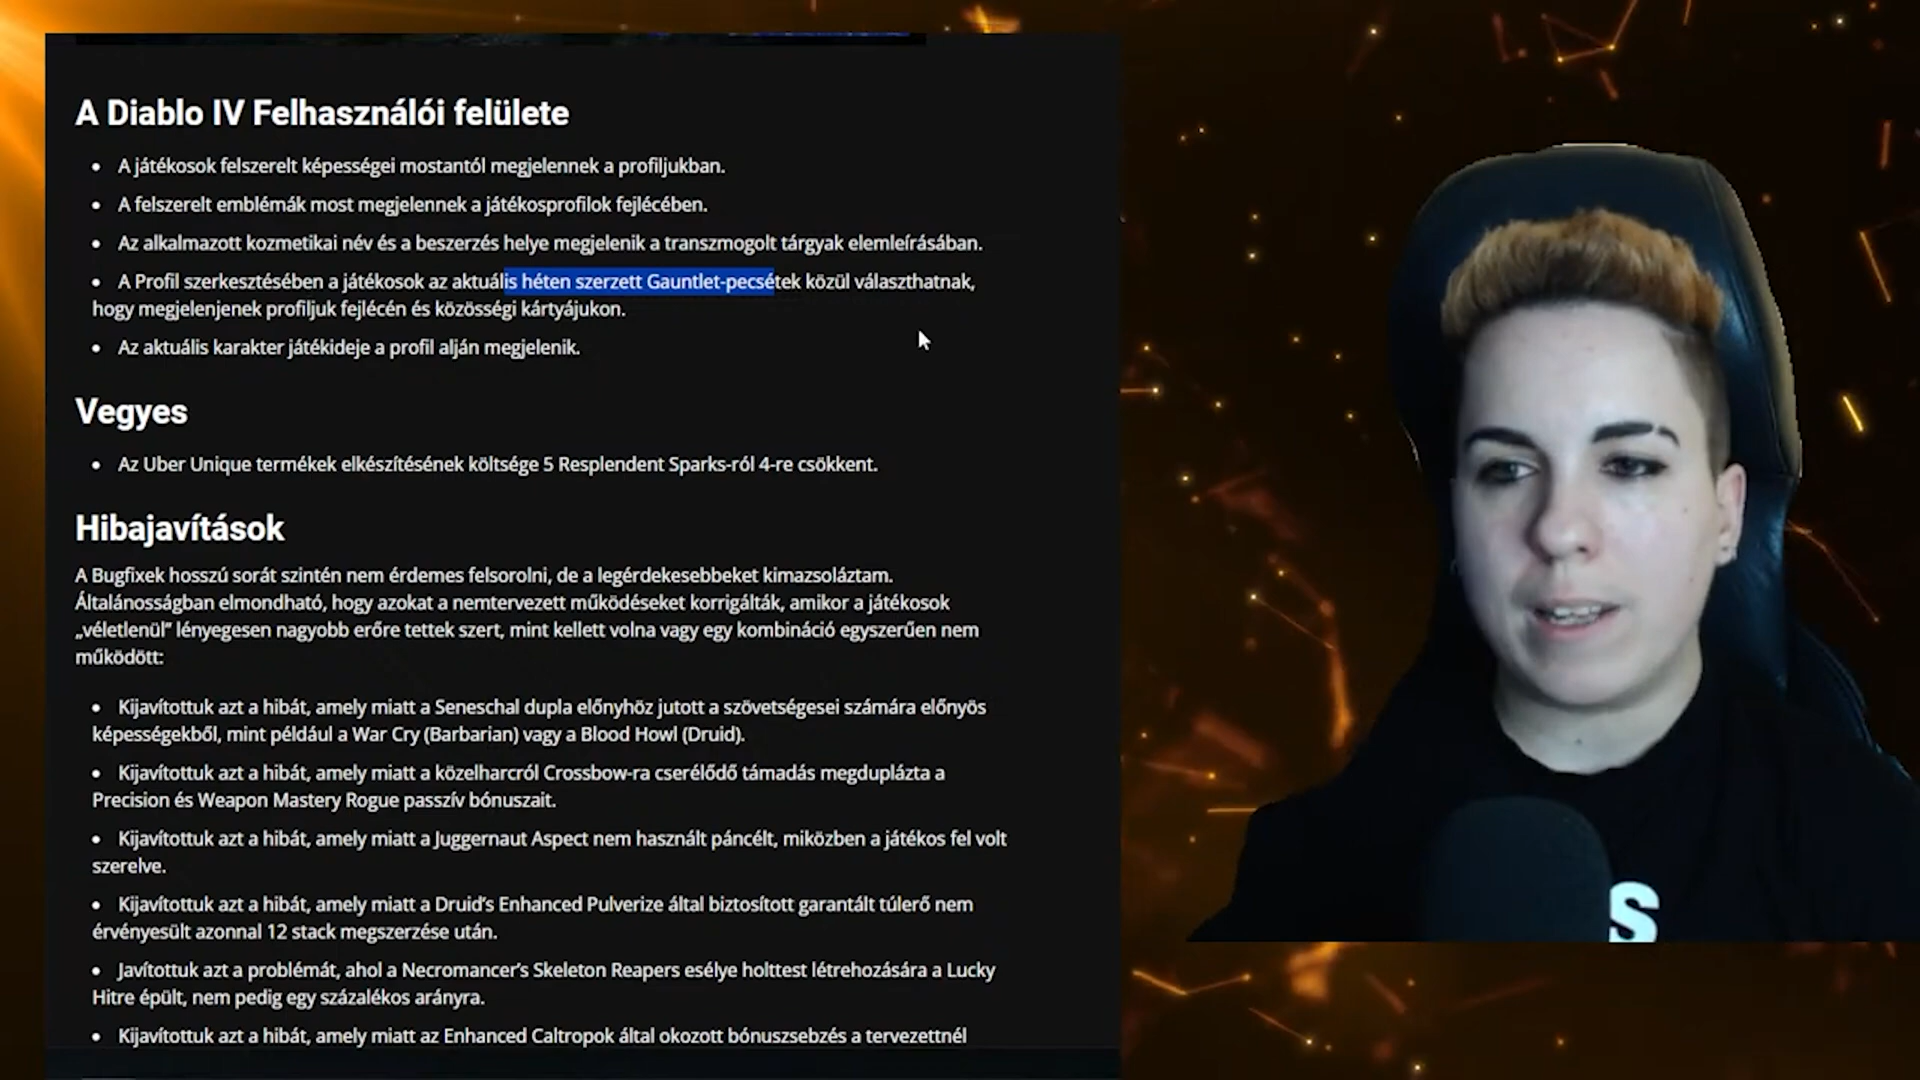 A Diablo IV Felhasználói felülete
• A játékosok felszerelt képességei mostantól megjelennek a profiljukban.
• A felszerelt emblémák most megjelennek a játékosprofilok fejlécében.
• Az alkalmazott kozmetikai név és a beszerzés helye megjelenik a transzmogolt tárgyak elemleírásában.
• A Profil szerkesztésében a játékosok az aktuális héten szerzett Gauntlet-pecsétek közül választhatnak,
hogy megjelenjenek profiljuk fejlécén és közösségi kártyájukon.
• Az aktuális karakter játékideje a profil alján megjelenik.
Vegyes
• Az Uber Unique termékek elkészítésének költsége 5 Resplendent Sparks-ról 4-re csökkent.
Hibajavítások
A Bugfixek hosszú sorát szintén nem érdemes felsorolni, de a legérdekesebbeket kimazsoláztam.
Általánosságban elmondható, hogy azokat a nemtervezett működéseket korrigálták, amikor a játékosok
„véletlenül” lényegesen nagyobb erőre tettek szert, mint kellett volna vagy egy kombináció egyszerűen nem
működött:
• Kijavítottuk azt a hibát, amely miatt a Seneschal dupla előnyhöz jutott a szövetségesei számára előnyös
képességekből, mint például a War Cry (Barbarian) vagy a Blood Howl (Druid).
• Kijavítottuk azt a hibát, amely miatt a közelharcról Crossbow-ra cserélődő támadás megduplázta a
Precision és Weapon Mastery Rogue passzív bónuszait.
• Kijavítottuk azt a hibát, amely miatt a Juggernaut Aspect nem használt páncélt, miközben a játékos fel volt
szerelve.
• Kijavítottuk azt a hibát, amely miatt a Druid’s Enhanced Pulverize által biztosított garantált túlerő nem
érvényesült azonnal 12 stack megszerzése után.
• Javítottuk azt a problémát, ahol a Necromancer’s Skeleton Reapers esélye holttest létrehozására a Lucky
Hitre épült, nem pedig egy százalékos arányra.
• Kijavítottuk azt a hibát, amely miatt az Enhanced Caltropok által okozott bónuszsebzés a tervezettnél
S